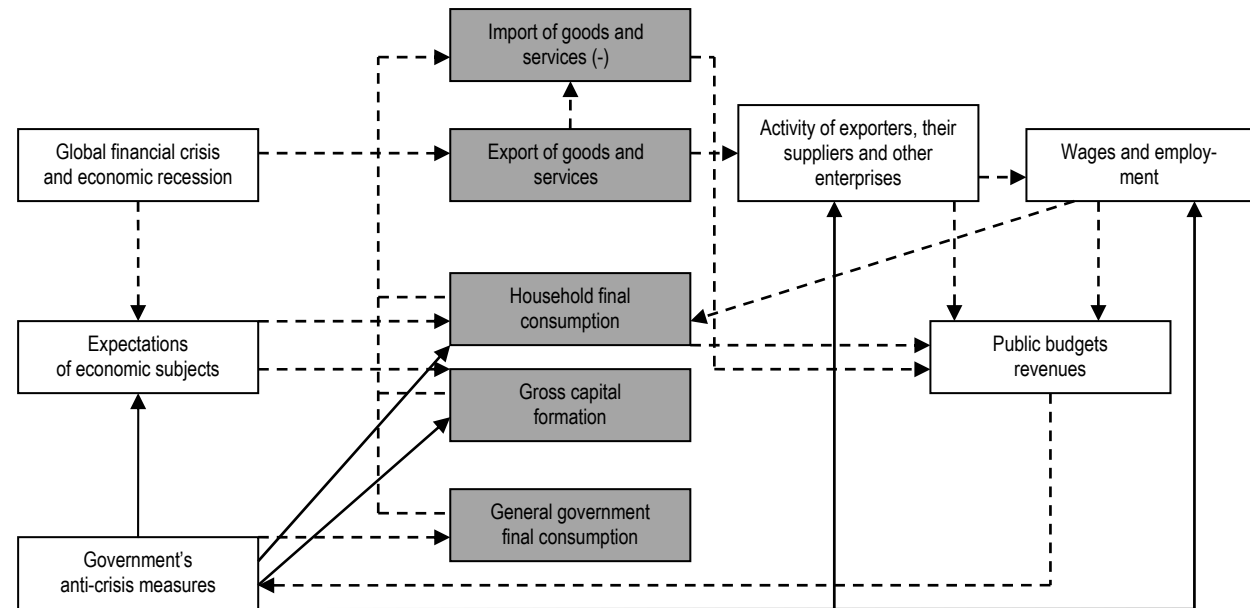 Import of goods and
services (-)
Global financial crisis
and economic recession
Export of goods and
services
Activity of exporters, their
suppliers and other
enterprises
Wages and employ-
ment
Expectations
of economic subjects
Household final
consumption
Public budgets
revenues
Gross capital
formation
General government
final consumption
Government’s
anti-crisis measures